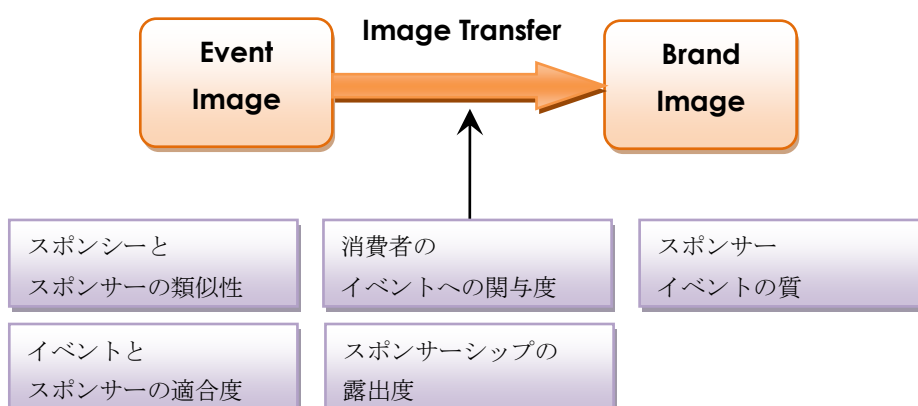 Image Transfer
Event
Image
Brand
Image
スポンシーと
スポンサーの類似性
消費者の
イベントへの関与度
スポンサー
イベントの質
イベントと
スポンサーの適合度
スポンサーシップの
露出度